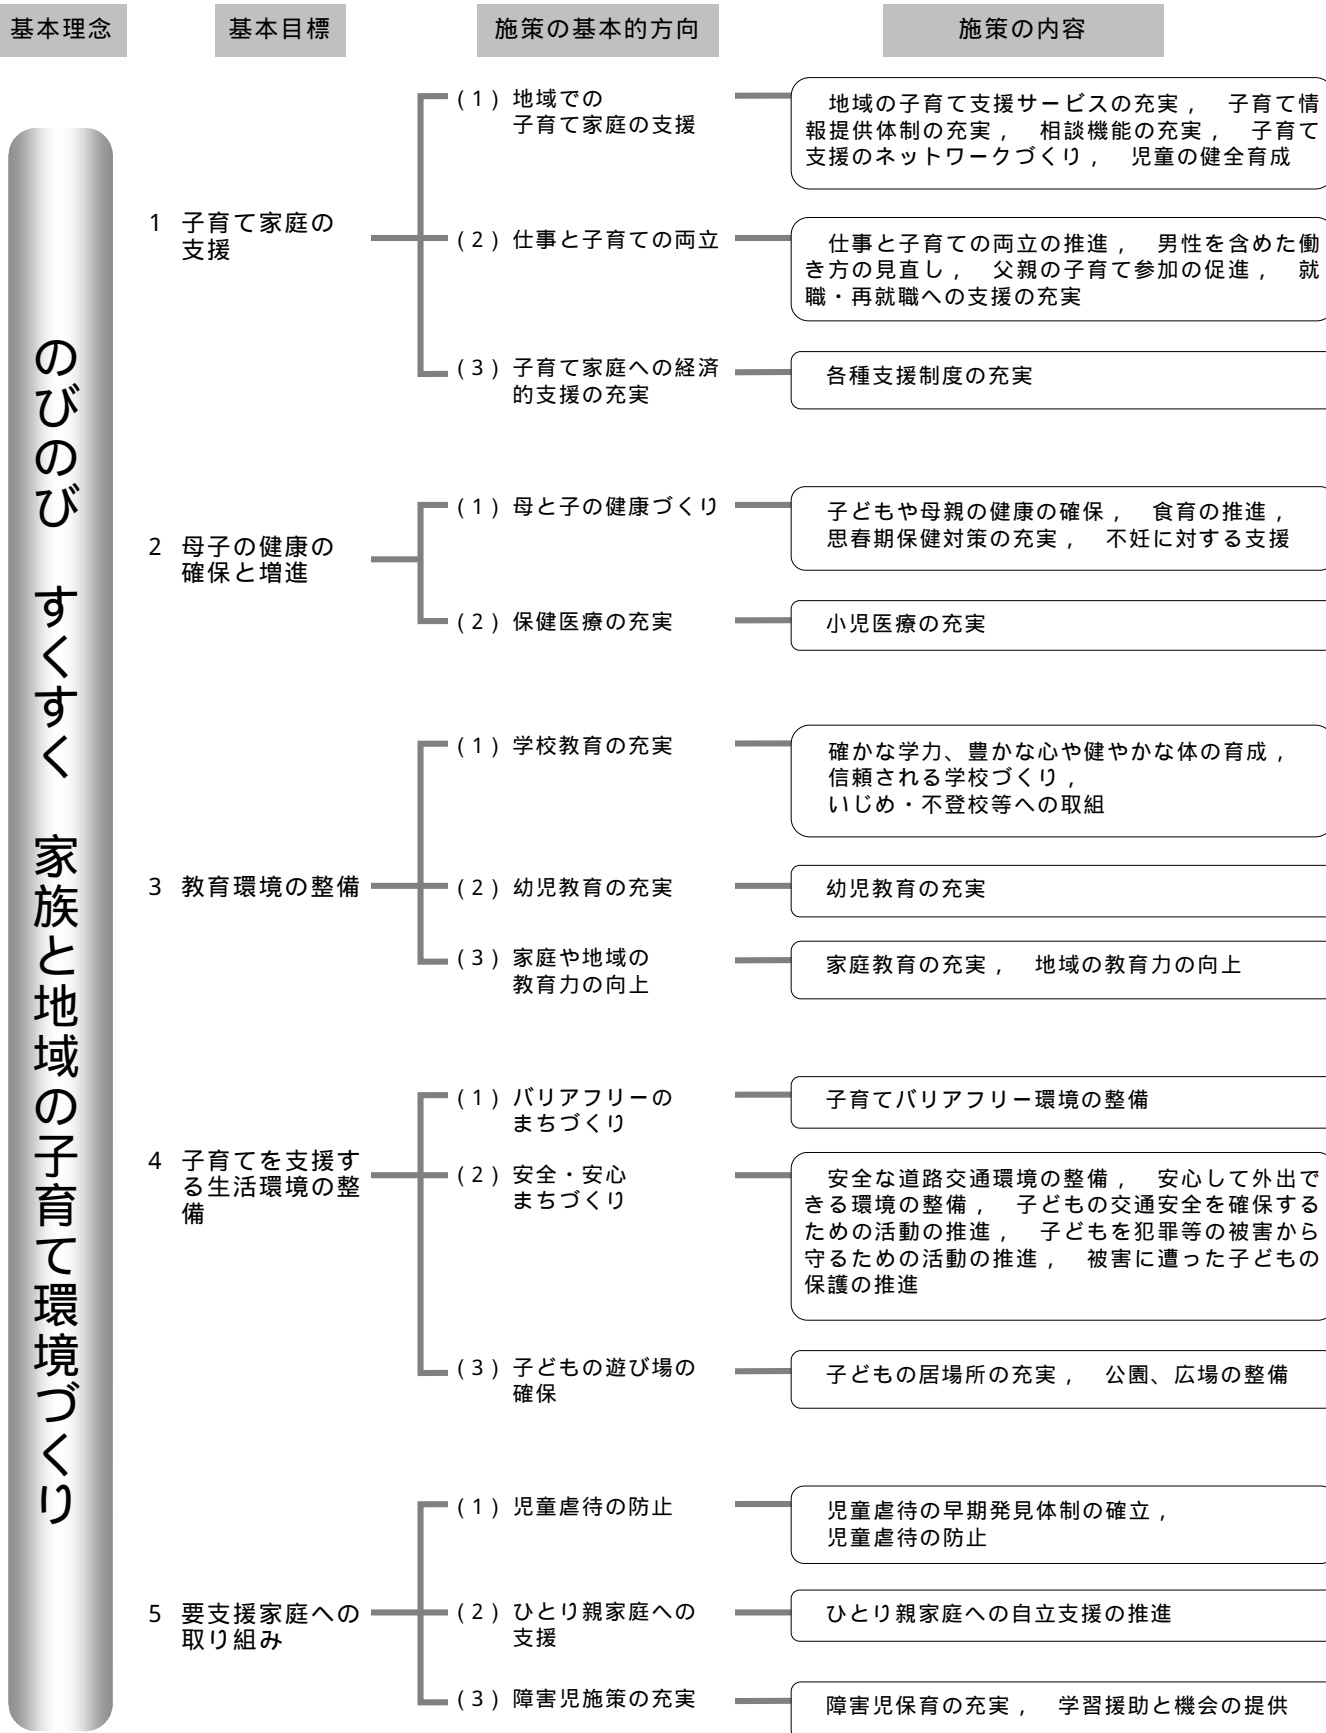 基本理念
基本目標
施策の基本的方向
施策の内容
のびのび　すくすく　家族と地域の子育て環境づくり
1 子育て家庭の
支援
(1) 地域での
子育て家庭の支援
地域の子育て支援サービスの充実，　子育て情
報提供体制の充実，　相談機能の充実，　子育て
支援のネットワークづくり，　児童の健全育成
(2) 仕事と子育ての両立
仕事と子育ての両立の推進，　男性を含めた働
き方の見直し，　父親の子育て参加の促進，　就
職・再就職への支援の充実
(3) 子育て家庭への経済
的支援の充実
各種支援制度の充実
2 母子の健康の
確保と増進
(1) 母と子の健康づくり
子どもや母親の健康の確保，　食育の推進，
思春期保健対策の充実，　不妊に対する支援
(2) 保健医療の充実
小児医療の充実
3 教育環境の整備
(1) 学校教育の充実
確かな学力、豊かな心や健やかな体の育成，
信頼される学校づくり，
いじめ・不登校等への取組
(2) 幼児教育の充実
幼児教育の充実
(3) 家庭や地域の
教育力の向上
家庭教育の充実，　地域の教育力の向上
4 子育てを支援す
る生活環境の整
備
(1) バリアフリーの
まちづくり
子育てバリアフリー環境の整備
(2) 安全・安心
まちづくり
安全な道路交通環境の整備，　安心して外出で
きる環境の整備，　子どもの交通安全を確保する
ための活動の推進，　子どもを犯罪等の被害から
守るための活動の推進，　被害に遭った子どもの
保護の推進
(3) 子どもの遊び場の
確保
子どもの居場所の充実，　公園、広場の整備
5 要支援家庭への
取り組み
(1) 児童虐待の防止
児童虐待の早期発見体制の確立，
児童虐待の防止
(2) ひとり親家庭への
支援
ひとり親家庭への自立支援の推進
(3) 障害児施策の充実
障害児保育の充実，　学習援助と機会の提供